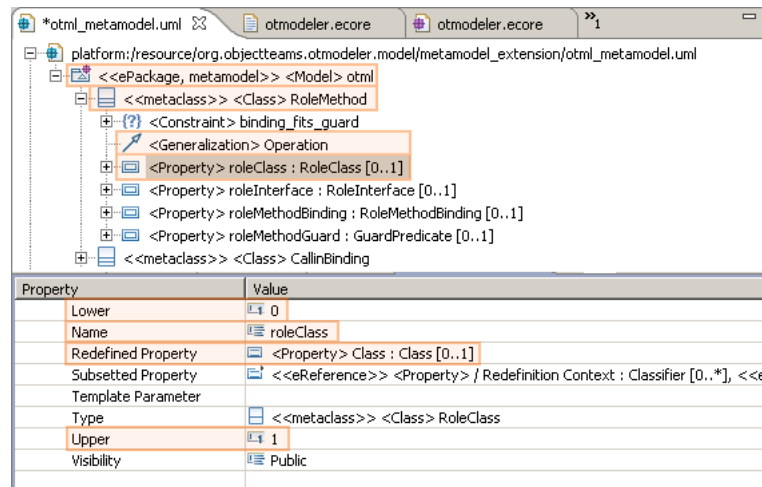 *otml_metamodel.uml otmodeler.ecore otmodeler.ecore »1
platform:/resource/org.objectteams.otmodeler.model/metamodel_extension/otml_metamodel.uml
<<ePackage, metamodel>> <Model> otml
<<metaclass>> <Class> RoleMethod
{?} <Constraint> binding_fits_guard
<Generalization> Operation
<Property> roleClass : RoleClass [0..1]
<Property> roleInterface : RoleInterface [0..1]
<Property> roleMethodBinding : RoleMethodBinding [0..1]
<Property> roleMethodGuard : GuardPredicate [0..1]
<<metaclass>> <Class> CallinBinding
Property Value
Lower 0
Name roleClass
Redefined Property <Property> Class : Class [0..1]
Subsetted Property <<eReference>> <Property> / Redefinition Context : Classifier [0..*], <<e
Template Parameter
Type <<metaclass>> <Class> RoleClass
Upper 1
Visibility Public